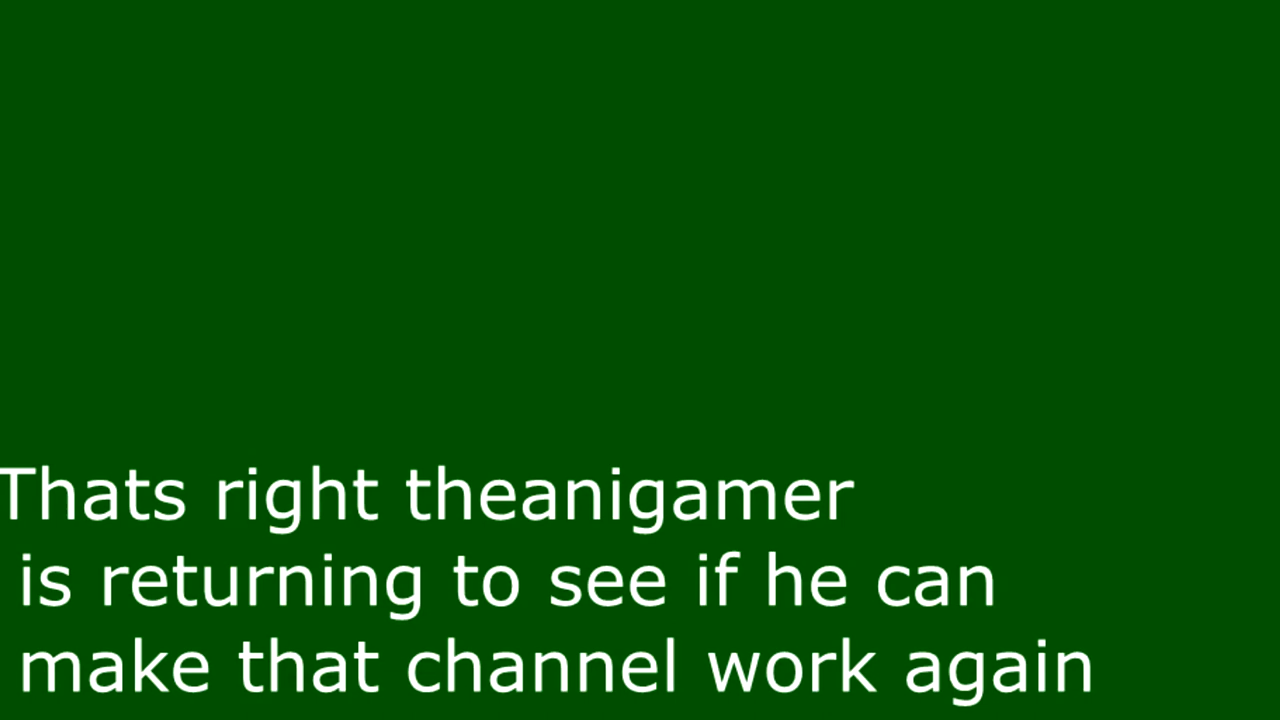 Thats right theanigamer
is returning to see if he can
make that channel work again